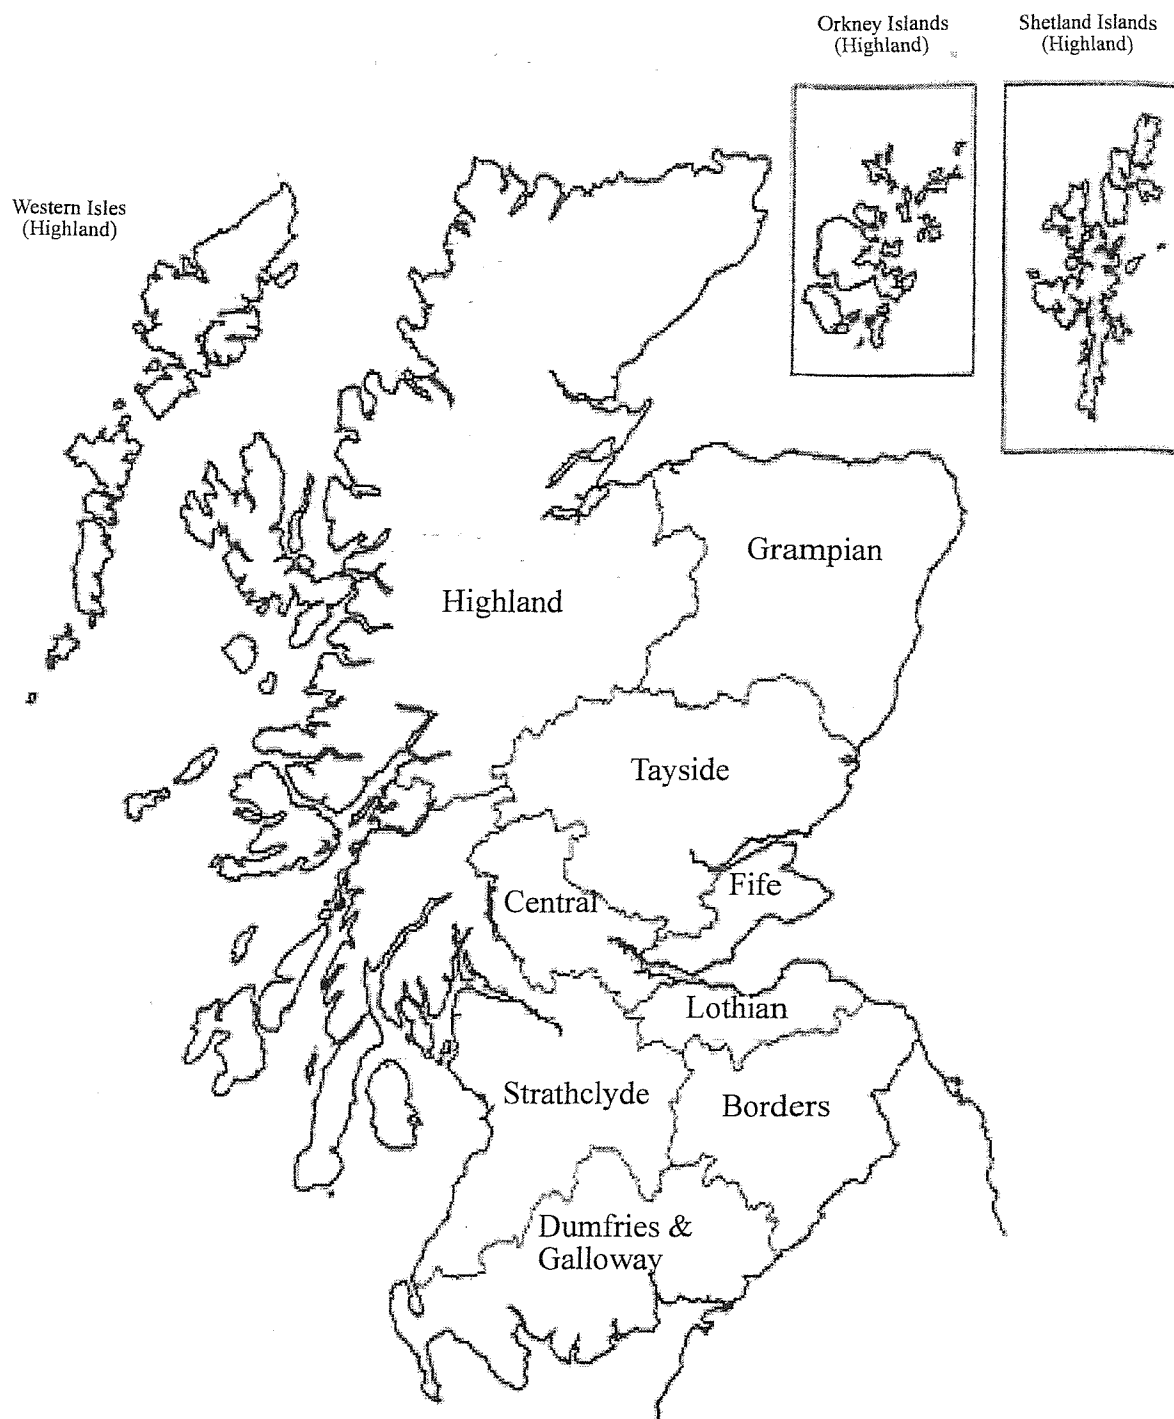 Orkney Islands
(Highland)
Shetland Islands
(Highland)
Western Isles
(Highland)
Grampian
Highland
Tayside
Fife
Central
Lothian
Strathclyde
Borders
Dumfries &
Galloway